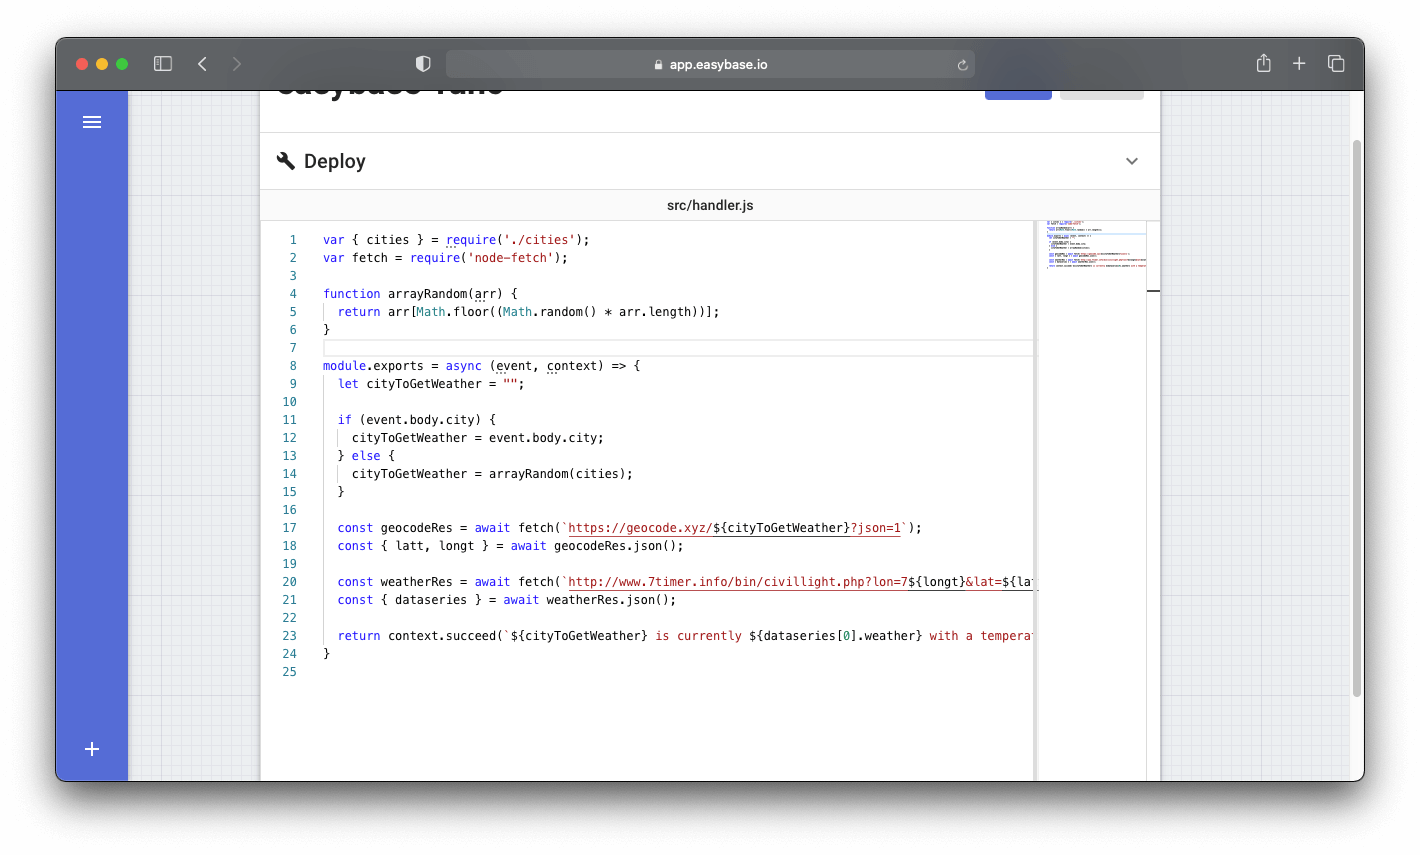 app.easybase.io
Deploy
src/handler.js
1 var { cities } = require('./cities');
2 var fetch = require('node-fetch');
3
4 function arrayRandom(arr) {
5 return arr[Math.floor((Math.random() * arr.length))];
6 }
7
8 module.exports = async (event, context) => {
9 let cityToGetWeather = "";
10
11 if (event.body.city) {
12 cityToGetWeather = event.body.city;
13 } else {
14 cityToGetWeather = arrayRandom(cities);
15 }
16
17 const geocodeRes = await fetch(`https://geocode.xyz/${cityToGetWeather}?json=1`);
18 const { latt, longt } = await geocodeRes.json();
19
20 const weatherRes = await fetch(`http://www.7timer.info/bin/civillight.php?lon=7${longt}&lat=${la
21 const { dataseries } = await weatherRes.json();
22
23 return context.succeed(`${cityToGetWeather} is currently ${dataseries[0].weather} with a tempera
24 }
25